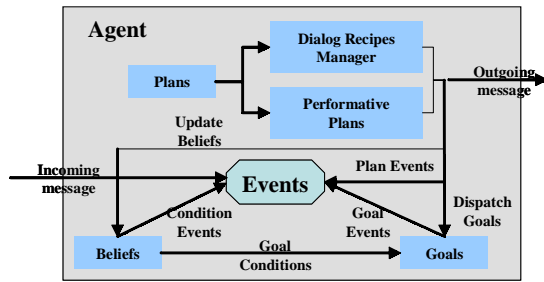 Agent
Dialog Recipes
Manager
Plans
Performative
Plans
Outgoing
message
Update
Beliefs
Incoming
message
Events
Plan Events
Condition
Events
Goal
Events
Dispatch
Goals
Beliefs
Goal
Conditions
Goals